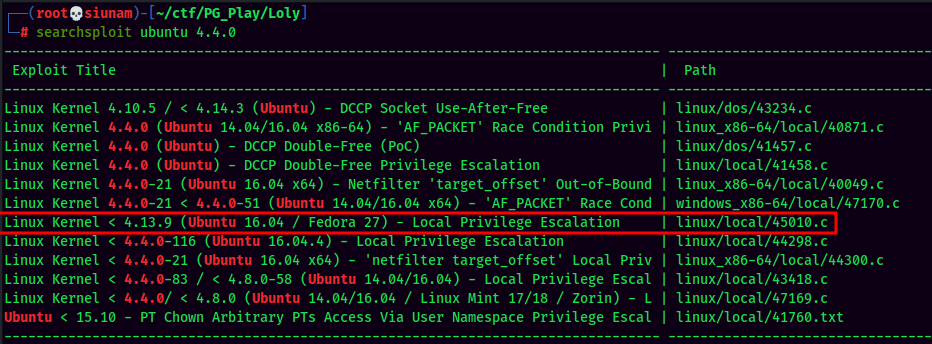 ┌──(root💀siunam)-[~/ctf/PG_Play/Loly]
└─# searchsploit ubuntu 4.4.0
Exploit Title | Path
Linux Kernel 4.10.5 / < 4.14.3 (Ubuntu) - DCCP Socket Use-After-Free | linux/dos/43234.c
Linux Kernel 4.4.0 (Ubuntu 14.04/16.04 x86-64) - 'AF_PACKET' Race Condition Privi | linux_x86-64/local/40871.c
Linux Kernel 4.4.0 (Ubuntu) - DCCP Double-Free (PoC) | linux/dos/41457.c
Linux Kernel 4.4.0 (Ubuntu) - DCCP Double-Free Privilege Escalation | linux/local/41458.c
Linux Kernel 4.4.0-21 (Ubuntu 16.04 x64) - Netfilter 'target_offset' Out-of-Bound | linux_x86-64/local/40049.c
Linux Kernel 4.4.0-21 < 4.4.0-51 (Ubuntu 14.04/16.04 x64) - 'AF_PACKET' Race Cond | windows_x86-64/local/47170.c
Linux Kernel < 4.13.9 (Ubuntu 16.04 / Fedora 27) - Local Privilege Escalation | linux/local/45010.c
Linux Kernel < 4.4.0-116 (Ubuntu 16.04.4) - Local Privilege Escalation | linux/local/44298.c
Linux Kernel < 4.4.0-21 (Ubuntu 16.04 x64) - 'netfilter target_offset' Local Priv | linux_x86-64/local/44300.c
Linux Kernel < 4.4.0-83 / < 4.8.0-58 (Ubuntu 14.04/16.04) - Local Privilege Escal | linux/local/43418.c
Linux Kernel < 4.4.0/ < 4.8.0 (Ubuntu 14.04/16.04 / Linux Mint 17/18 / Zorin) - L | linux/local/47169.c
Ubuntu < 15.10 - PT Chown Arbitrary PTs Access Via User Namespace Privilege Escal | linux/local/41760.txt